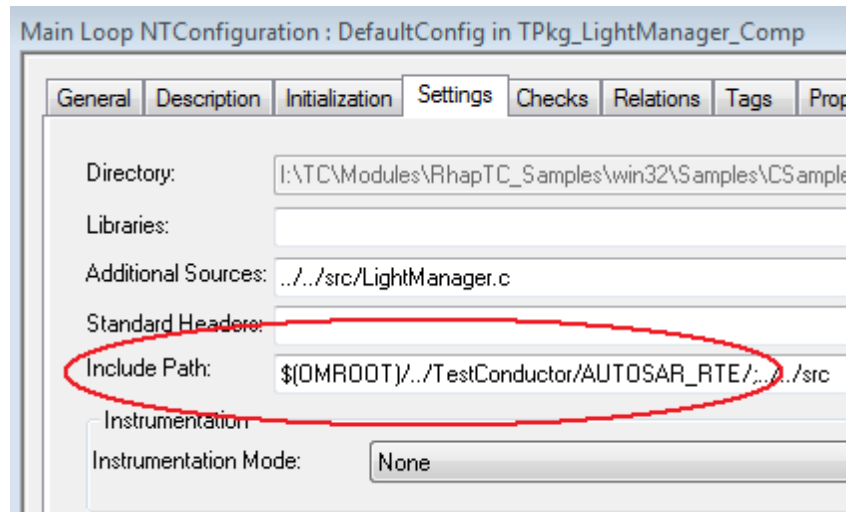 Main Loop NTConfiguration : DefaultConfig in TPkg_LightManager_Comp
General Description Initialization Settings Checks Relations Tags Prop
Directory: I:\TC\Modules\RhapTC_Samples\win32\Samples\CSample
Libraries:
Additional Sources: ../../src/LightManager.c
Standard Headers:
Include Path: $(OMROOT)/../TestConductor/AUTOSAR_RTE/;../../src
Instrumentation
Instrumentation Mode: None